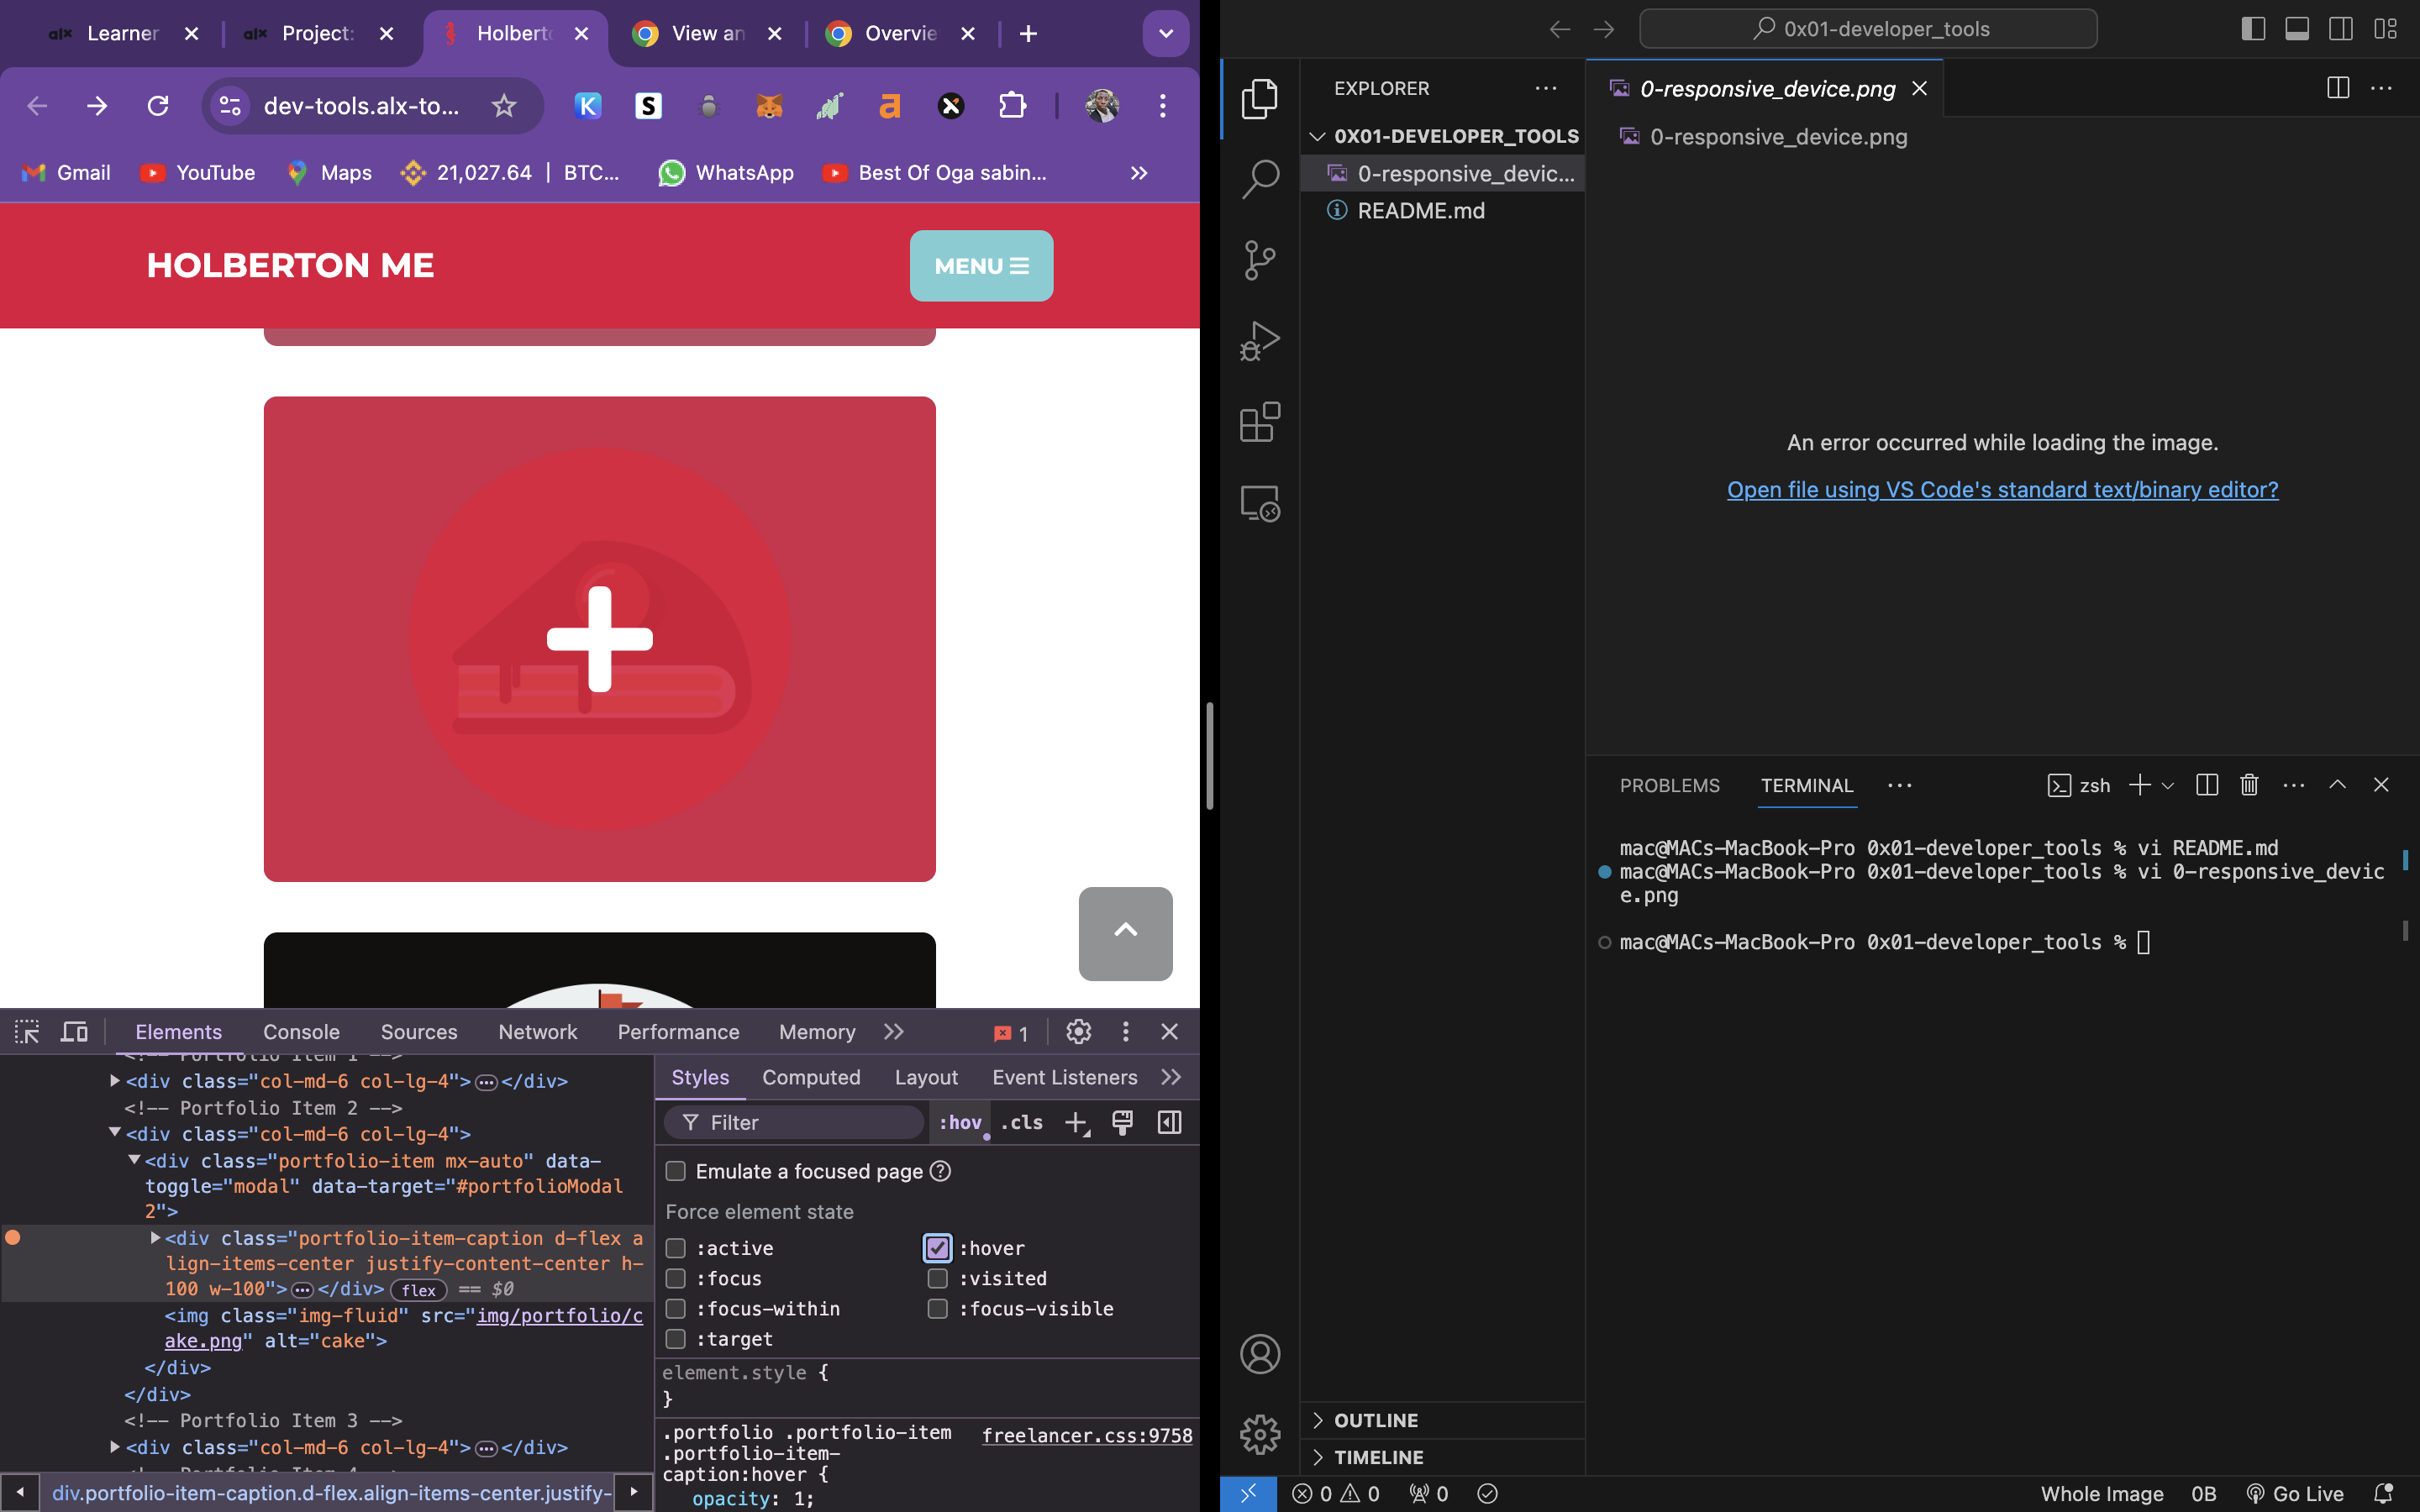 alx Learner
alx Project:
Holberto
View an
Overvie
dev-tools.alx-to...
Gmail
YouTube
Maps
21,027.64 | BTC...
WhatsApp
Best Of Oga sabin...
HOLBERTON ME
MENU
Elements Console Sources Network Performance Memory 1
<!-- Portfolio Item 1 -->
<div class="col-md-6 col-lg-4">…</div>
<!-- Portfolio Item 2 -->
<div class="col-md-6 col-lg-4">
<div class="portfolio-item mx-auto" data-
toggle="modal" data-target="#portfolioModal
2">
<div class="portfolio-item-caption d-flex a
lign-items-center justify-content-center h-
100 w-100">…</div> flex == $0
<img class="img-fluid" src="img/portfolio/c
ake.png" alt="cake">
</div>
</div>
<!-- Portfolio Item 3 -->
<div class="col-md-6 col-lg-4">…</div>
div.portfolio-item-caption.d-flex.align-items-center.justify-
Styles Computed Layout Event Listeners
Filter :hov .cls
Emulate a focused page
Force element state
:active :hover
:focus :visited
:focus-within :focus-visible
:target
element.style {
}
.portfolio .portfolio-item freelancer.css:9758
.portfolio-item-
caption:hover {
opacity: 1;
0x01-developer_tools
EXPLORER
0X01-DEVELOPER_TOOLS
0-responsive_devic...
README.md
OUTLINE
TIMELINE
0-responsive_device.png
0-responsive_device.png
An error occurred while loading the image.
Open file using VS Code's standard text/binary editor?
PROBLEMS TERMINAL zsh
mac@MACs-MacBook-Pro 0x01-developer_tools % vi README.md
mac@MACs-MacBook-Pro 0x01-developer_tools % vi 0-responsive_devic
e.png
mac@MACs-MacBook-Pro 0x01-developer_tools %
0 0 0 Whole Image 0B Go Live